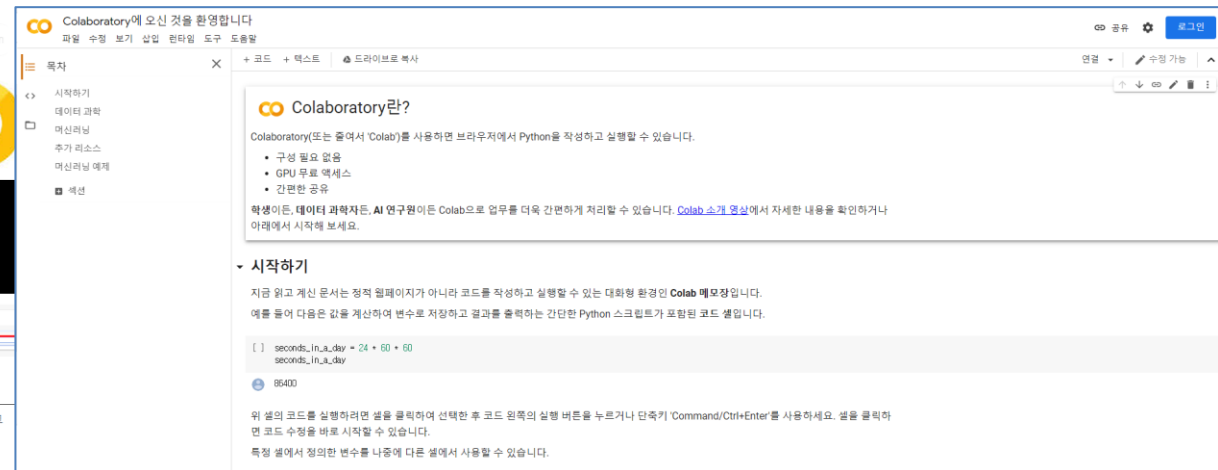 Colaboratory에 오신 것을 환영합니다
파일 수정 보기 삽입 런타임 도구 도움말
공유
로그인
목차
+ 코드 + 텍스트 드라이브로 복사
연결 수정 가능
시작하기
데이터 과학
머신러닝
추가 리소스
머신러닝 예제
섹션
CO Colaboratory란?
Colaboratory(또는 줄여서 'Colab')를 사용하면 브라우저에서 Python을 작성하고 실행할 수 있습니다.
• 구성 필요 없음
• GPU 무료 액세스
• 간편한 공유
학생이든, 데이터 과학자든, AI 연구원이든 Colab으로 업무를 더욱 간편하게 처리할 수 있습니다. Colab 소개 영상에서 자세한 내용을 확인하거나
아래에서 시작해 보세요.
시작하기
지금 읽고 계신 문서는 정적 웹페이지가 아니라 코드를 작성하고 실행할 수 있는 대화형 환경인 Colab 메모장입니다.
예를 들어 다음은 값을 계산하여 변수로 저장하고 결과를 출력하는 간단한 Python 스크립트가 포함된 코드 셀입니다.
[ ] seconds_in_a_day = 24 * 60 * 60
seconds_in_a_day
86400
위 셀의 코드를 실행하려면 셀을 클릭하여 선택한 후 코드 왼쪽의 실행 버튼을 누르거나 단축키 'Command/Ctrl+Enter'를 사용하세요. 셀을 클릭하
면 코드 수정을 바로 시작할 수 있습니다.
특정 셀에서 정의한 변수를 나중에 다른 셀에서 사용할 수 있습니다.